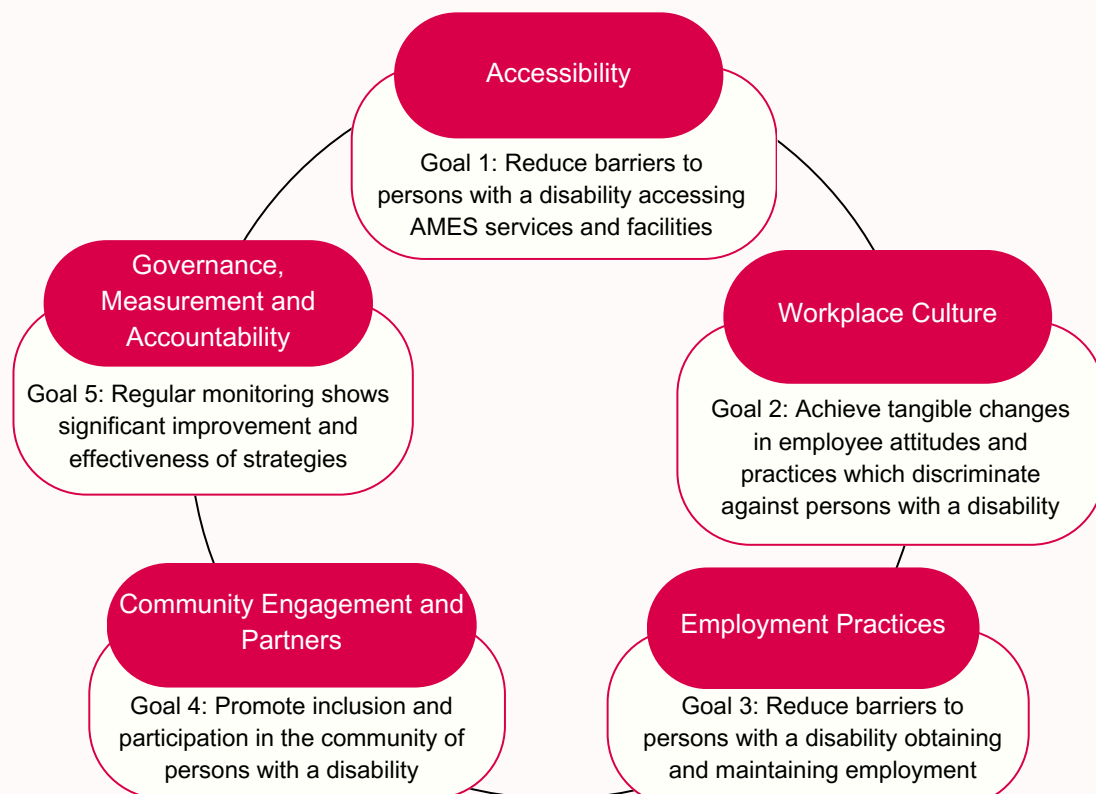 Accessibility
Goal 1: Reduce barriers to
persons with a disability accessing
AMES services and facilities
Workplace Culture
Goal 2: Achieve tangible changes
in employee attitudes and
practices which discriminate
against persons with a disability
Employment Practices
Goal 3: Reduce barriers to
persons with a disability obtaining
and maintaining employment
Community Engagement and
Partners
Goal 4: Promote inclusion and
participation in the community of
persons with a disability
Governance,
Measurement and
Accountability
Goal 5: Regular monitoring shows
significant improvement and
effectiveness of strategies